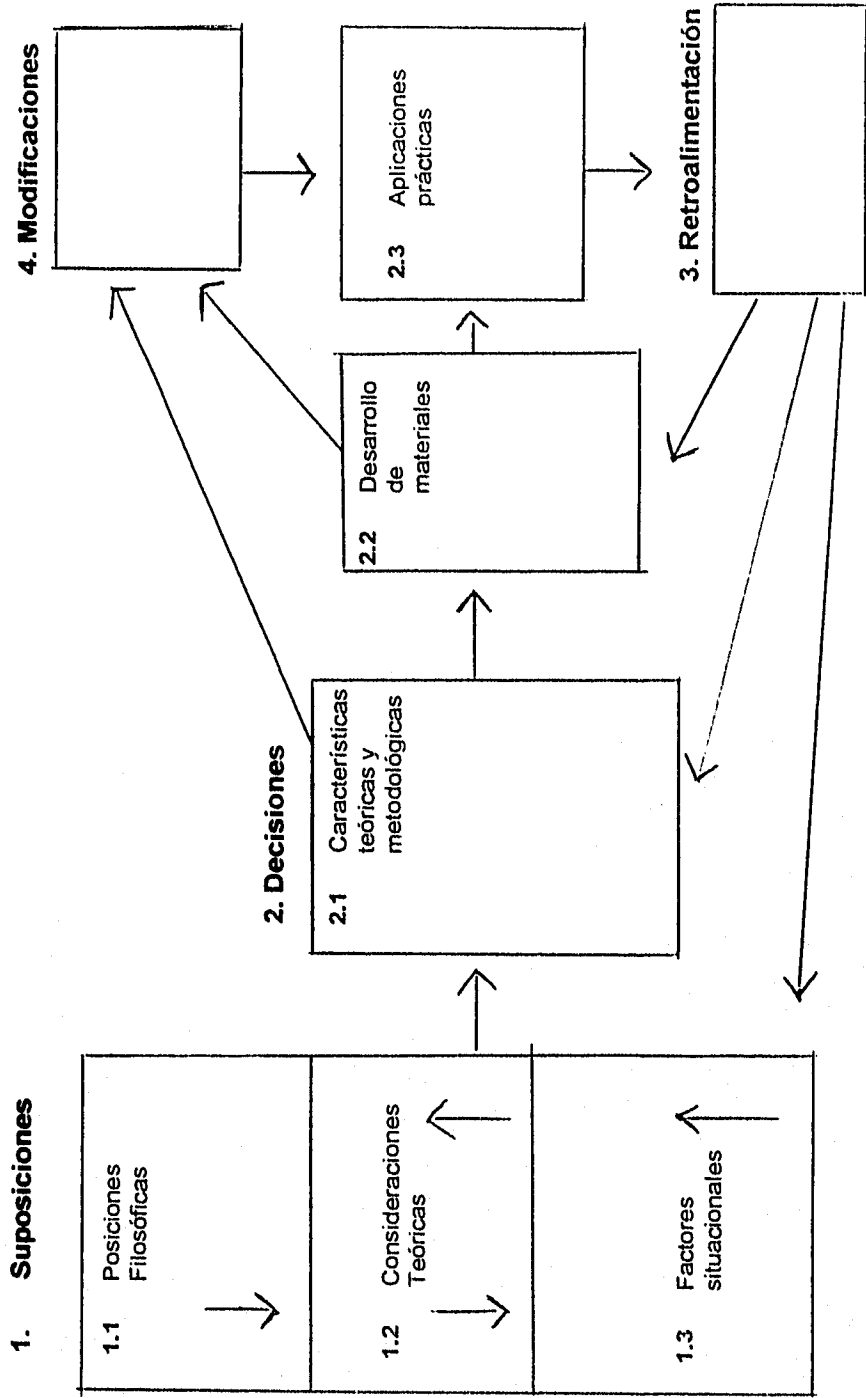 1. Suposiciones
1.1 Posiciones
Filosóficas
1.2 Consideraciones
Teóricas
1.3 Factores
situacionales
2. Decisiones
2.1 Características
teóricas y
metodológicas
2.2 Desarrollo
de
materiales
2.3 Aplicaciones
prácticas
3. Retroalimentación
4. Modificaciones